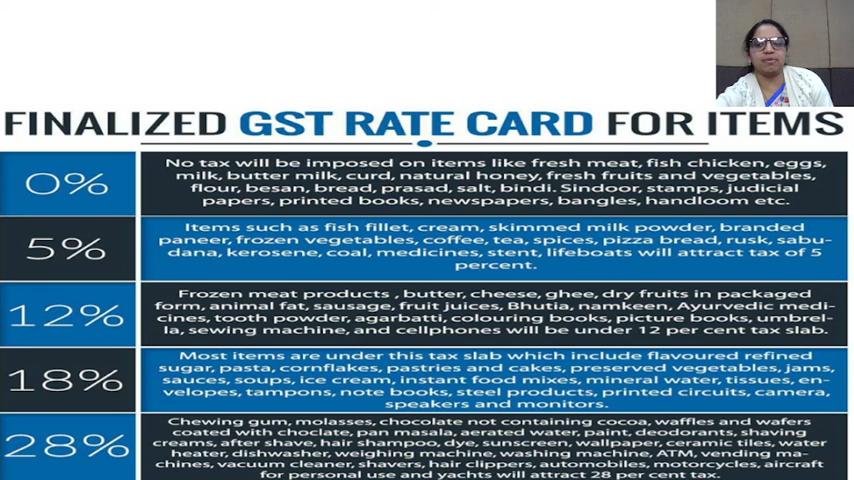 FINALIZED GST RATE CARD FOR ITEMS
0%
No tax will be imposed on items like fresh meat, fish chicken, eggs,
milk, butter milk, curd, natural honey, fresh fruits and vegetables,
flour, besan, bread, prasad, salt, bindi. Sindoor, stamps, judicial
papers, printed books, newspapers, bangles, handloom etc.
5%
Items such as fish fillet, cream, skimmed milk powder, branded
paneer, frozen vegetables, coffee, tea, spices, pizza bread, rusk, sabu-
dana, kerosene, coal, medicines, stent, lifeboats will attract tax of 5
percent.
12%
Frozen meat products , butter, cheese, ghee, dry fruits in packaged
form, animal fat, sausage, fruit juices, Bhutia, namkeen, Ayurvedic medi-
cines, tooth powder, agarbatti, colouring books, picture books, umbrel-
la, sewing machine, and cellphones will be under 12 per cent tax slab.
18%
Most items are under this tax slab which include flavoured refined
sugar, pasta, cornflakes, pastries and cakes, preserved vegetables, jams,
sauces, soups, ice cream, instant food mixes, mineral water, tissues, en-
velopes, tampons, note books, steel products, printed circuits, camera,
speakers and monitors.
28%
Chewing gum, molasses, chocolate not containing cocoa, waffles and wafers
coated with choclate, pan masala, aerated water, paint, deodorants, shaving
creams, after shave, hair shampoo, dye, sunscreen, wallpaper, ceramic tiles, water
heater, dishwasher, weighing machine, washing machine, ATM, vending ma-
chines, vacuum cleaner, shavers, hair clippers, automobiles, motorcycles, aircraft
for personal use and yachts will attract 28 per cent tax.